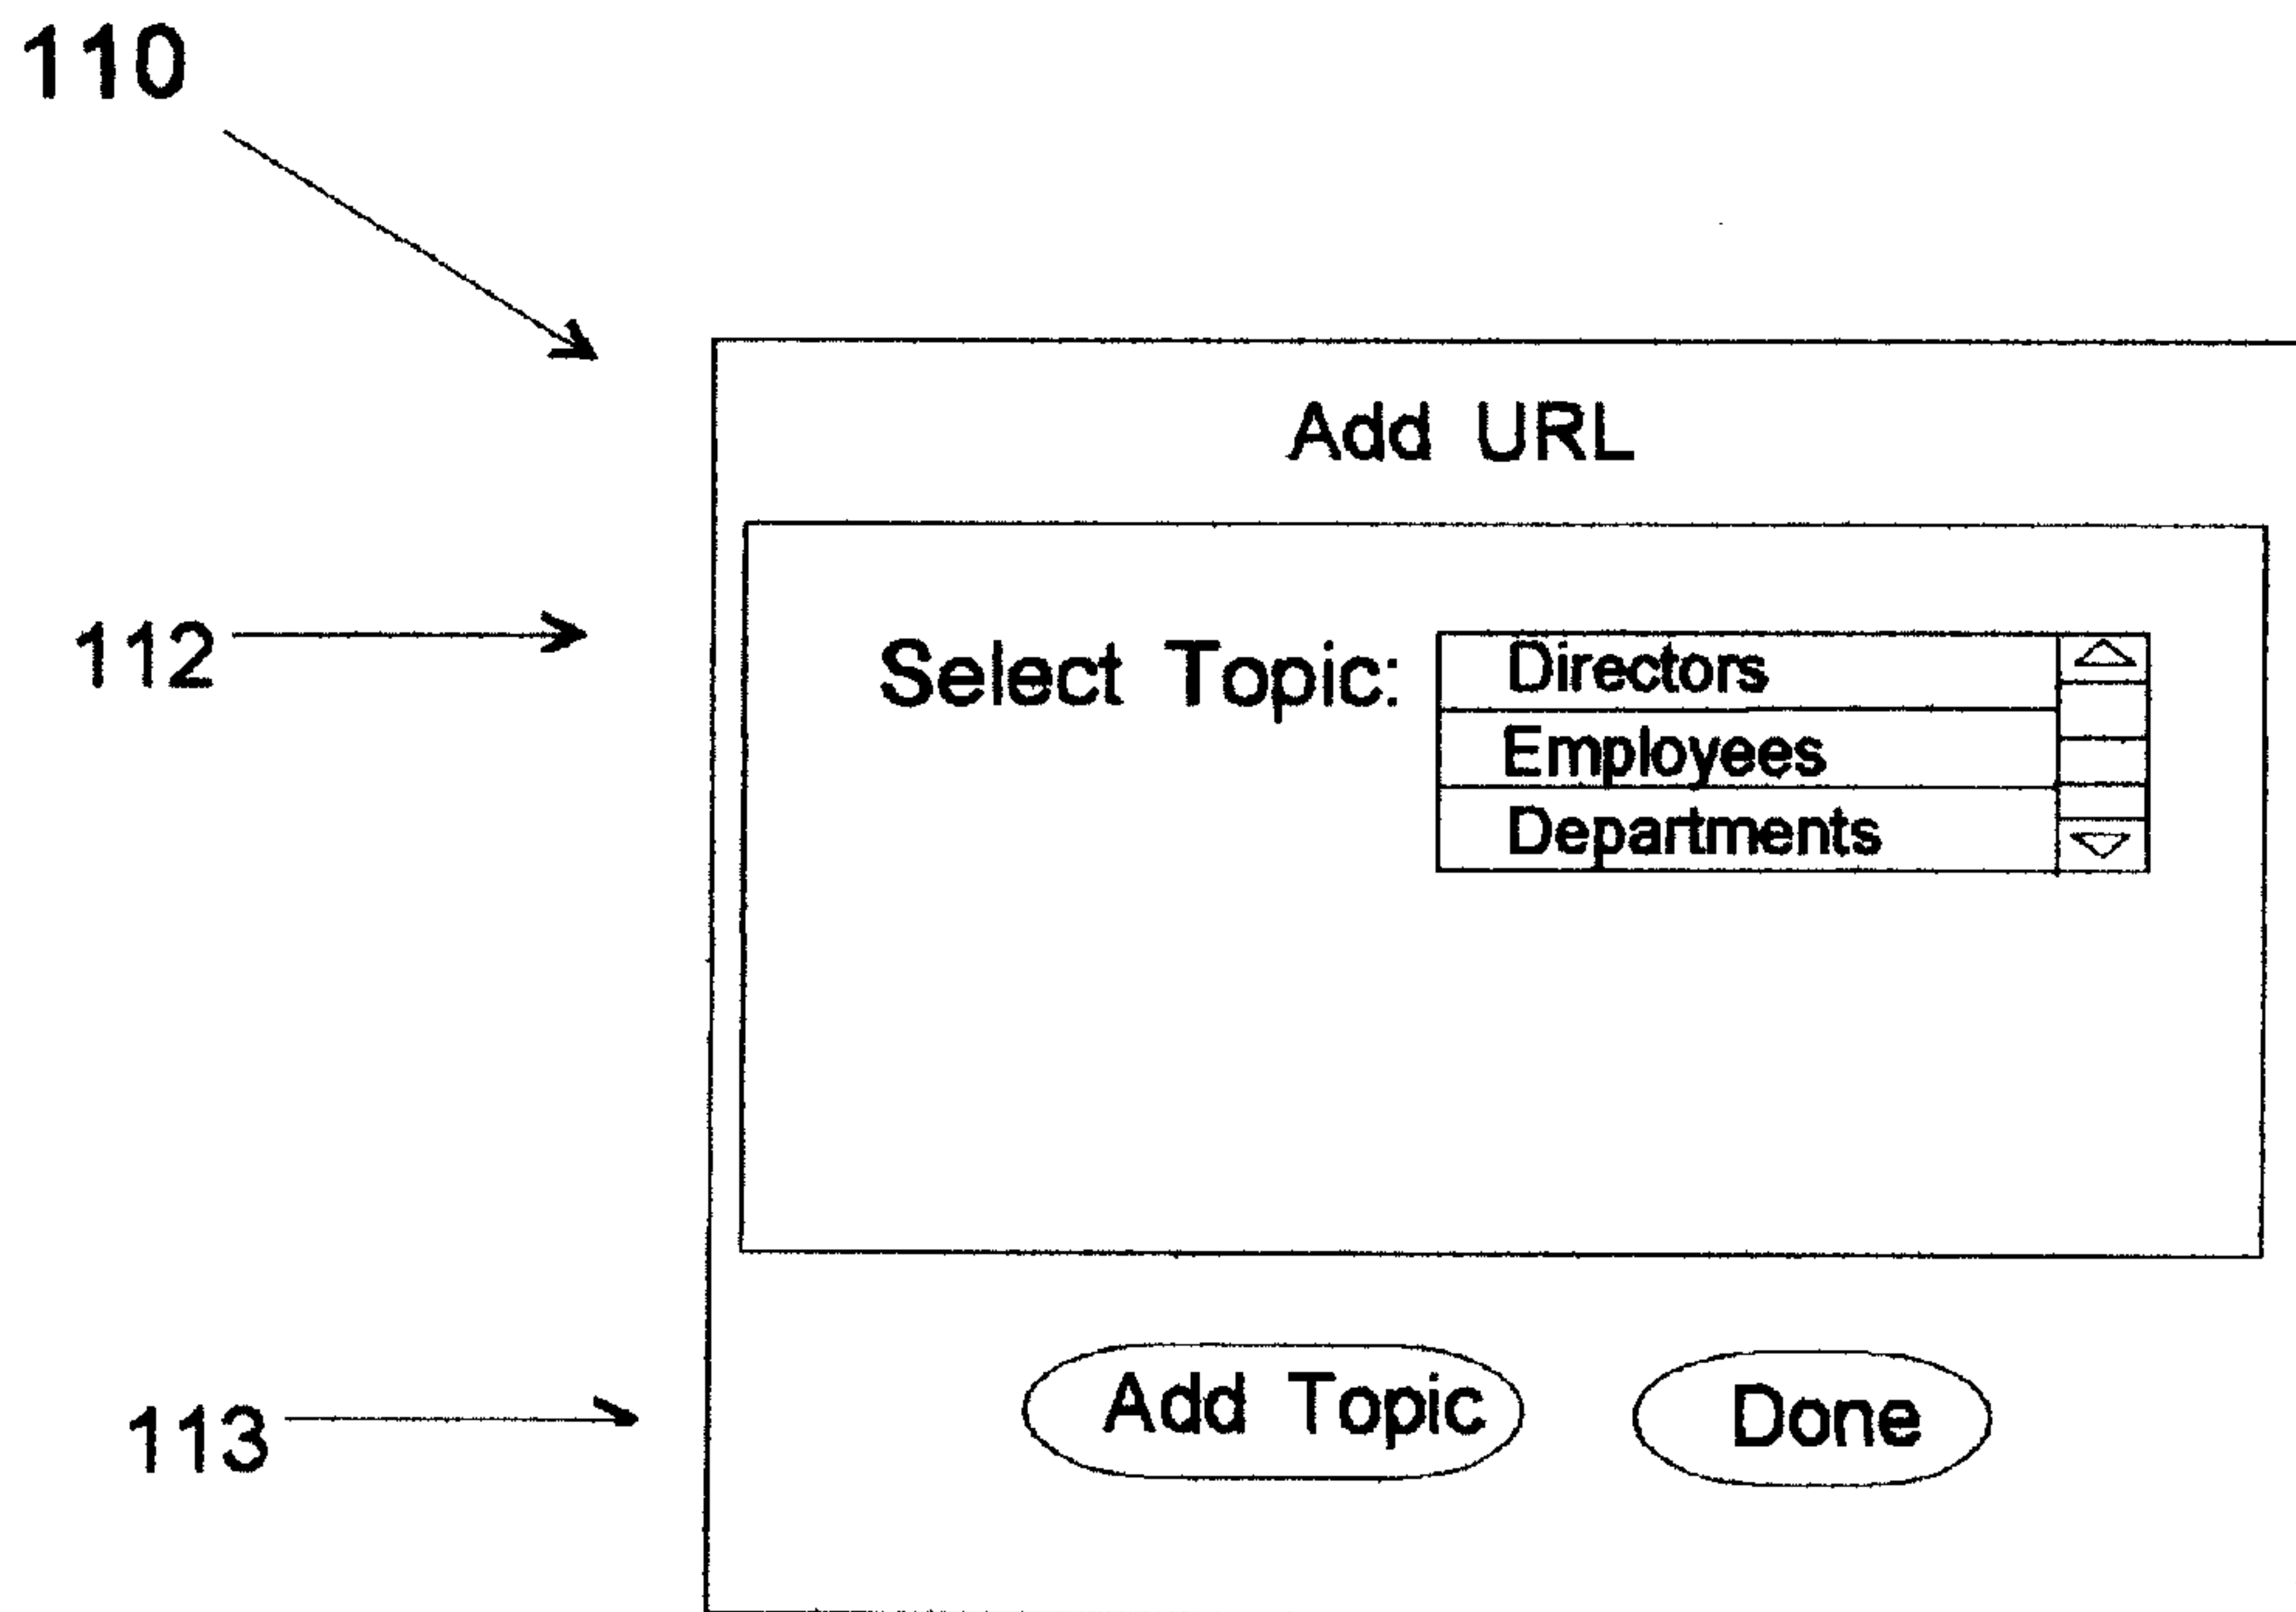 110
Add URL
112
Select Topic:
Directors
Employees
Departments
113
Add Topic
Done